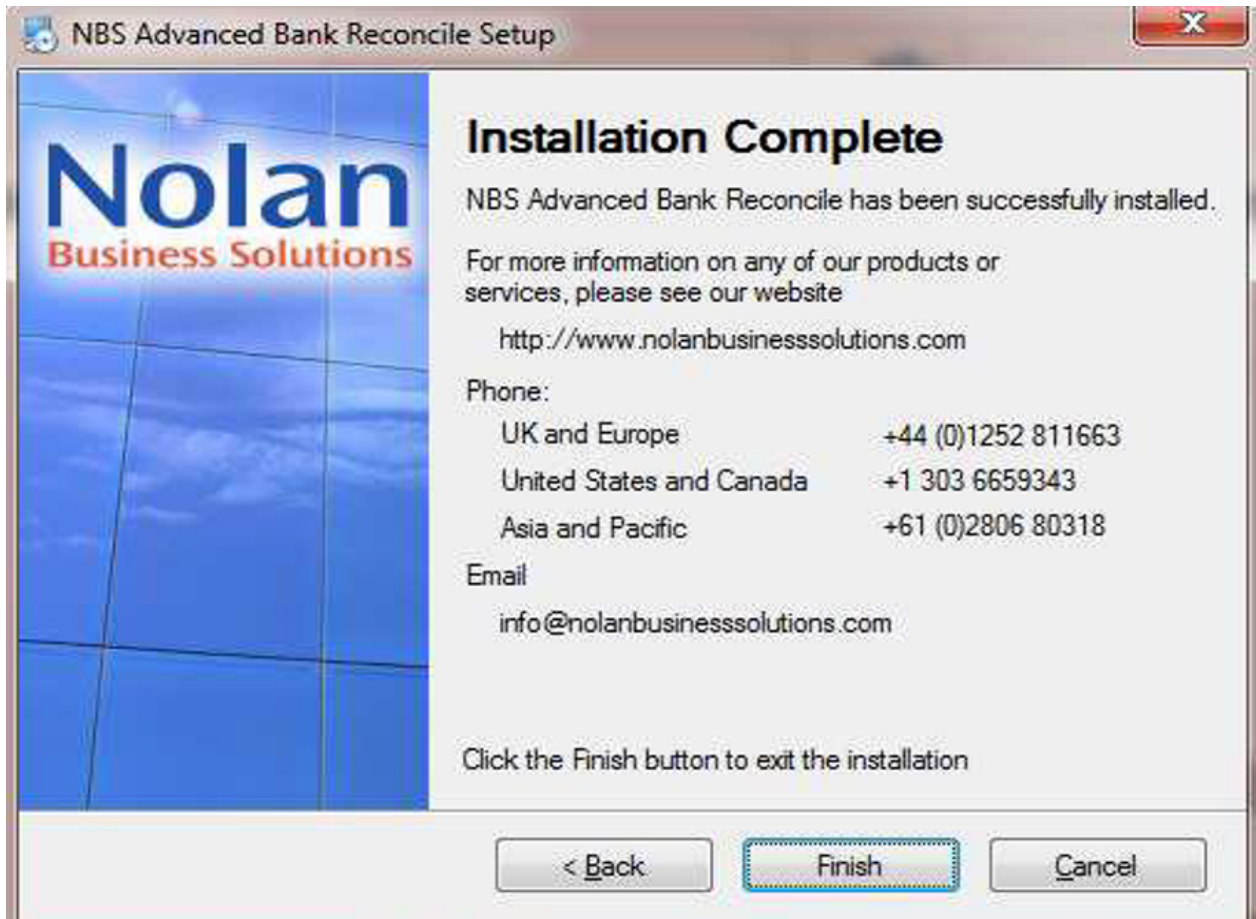 NBS Advanced Bank Reconcile Setup
X
Nolan
Business Solutions
Installation Complete
NBS Advanced Bank Reconcile has been successfully installed.
For more information on any of our products or
services, please see our website
http://www.nolanbusinesssolutions.com
Phone:
UK and Europe +44 (0)1252 811663
United States and Canada +1 303 6659343
Asia and Pacific +61 (0)2806 80318
Email
info@nolanbusinesssolutions.com
Click the Finish button to exit the installation
< Back Finish Cancel